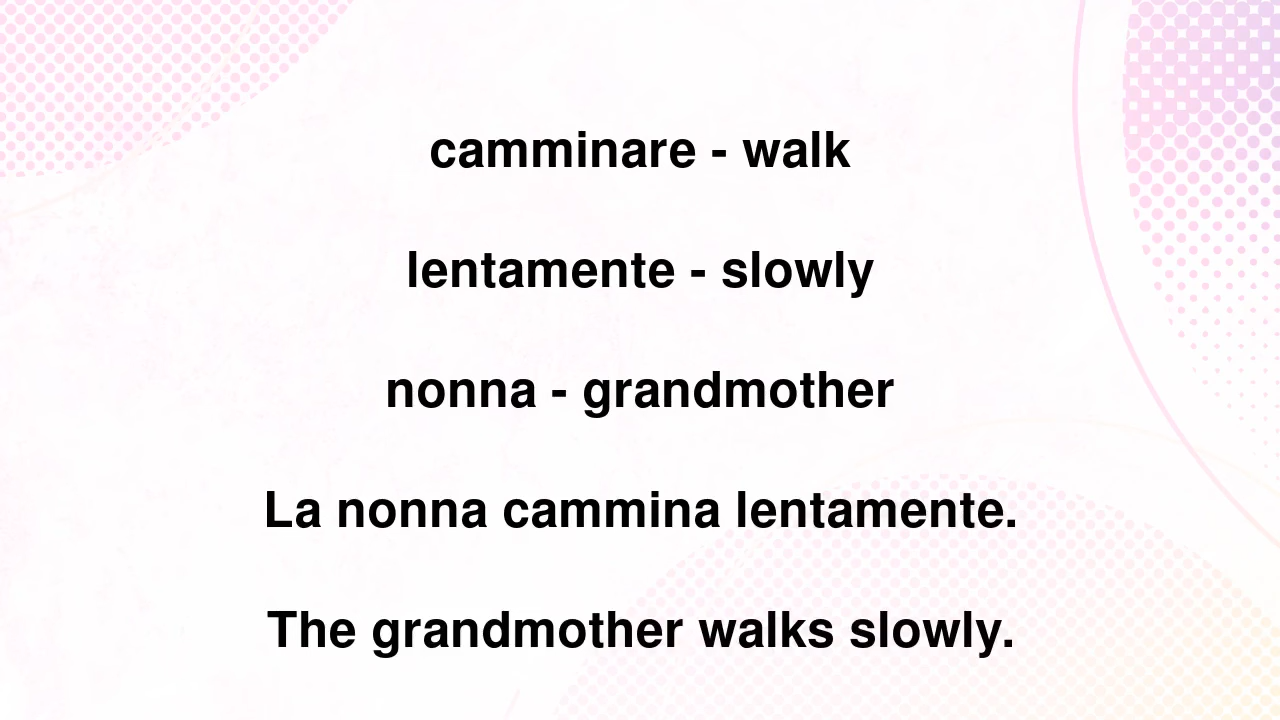 camminare - walk
lentamente - slowly
nonna - grandmother
La nonna cammina lentamente.
The grandmother walks slowly.